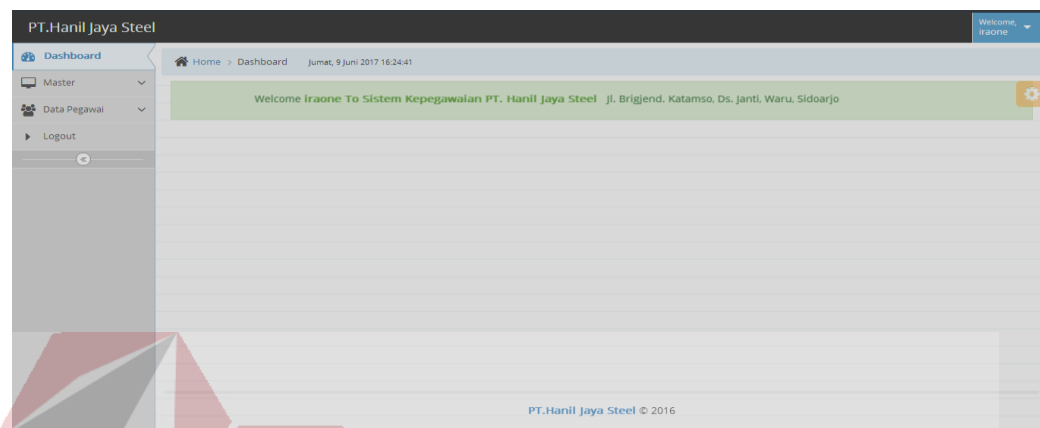 PT.Hanil Jaya Steel
Welcome,
iraone
Dashboard
Home > Dashboard Jumat, 9 Juni 2017 16:24:41
Master
Data Pegawai
Logout
Welcome iraone To Sistem Kepegawaian PT. Hanil Jaya Steel Jl. Brigjend. Katamso, Ds. Janti, Waru, Sidoarjo
PT.Hanil Jaya Steel © 2016